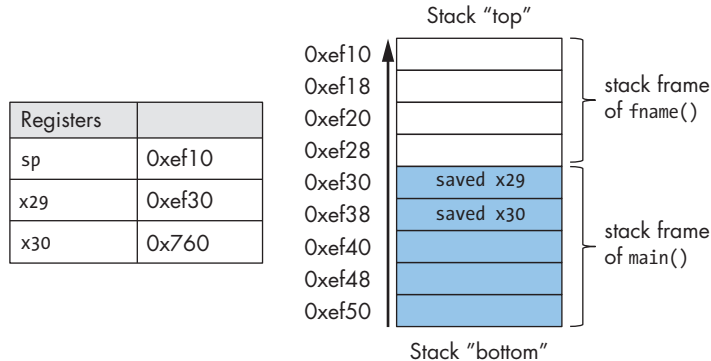 Registers
sp 0xef10
x29 0xef30
x30 0x760
Stack "top"
0xef10
0xef18
0xef20
0xef28
0xef30 saved x29
0xef38 saved x30
0xef40
0xef48
0xef50
Stack "bottom"
stack frame
of fname()
stack frame
of main()